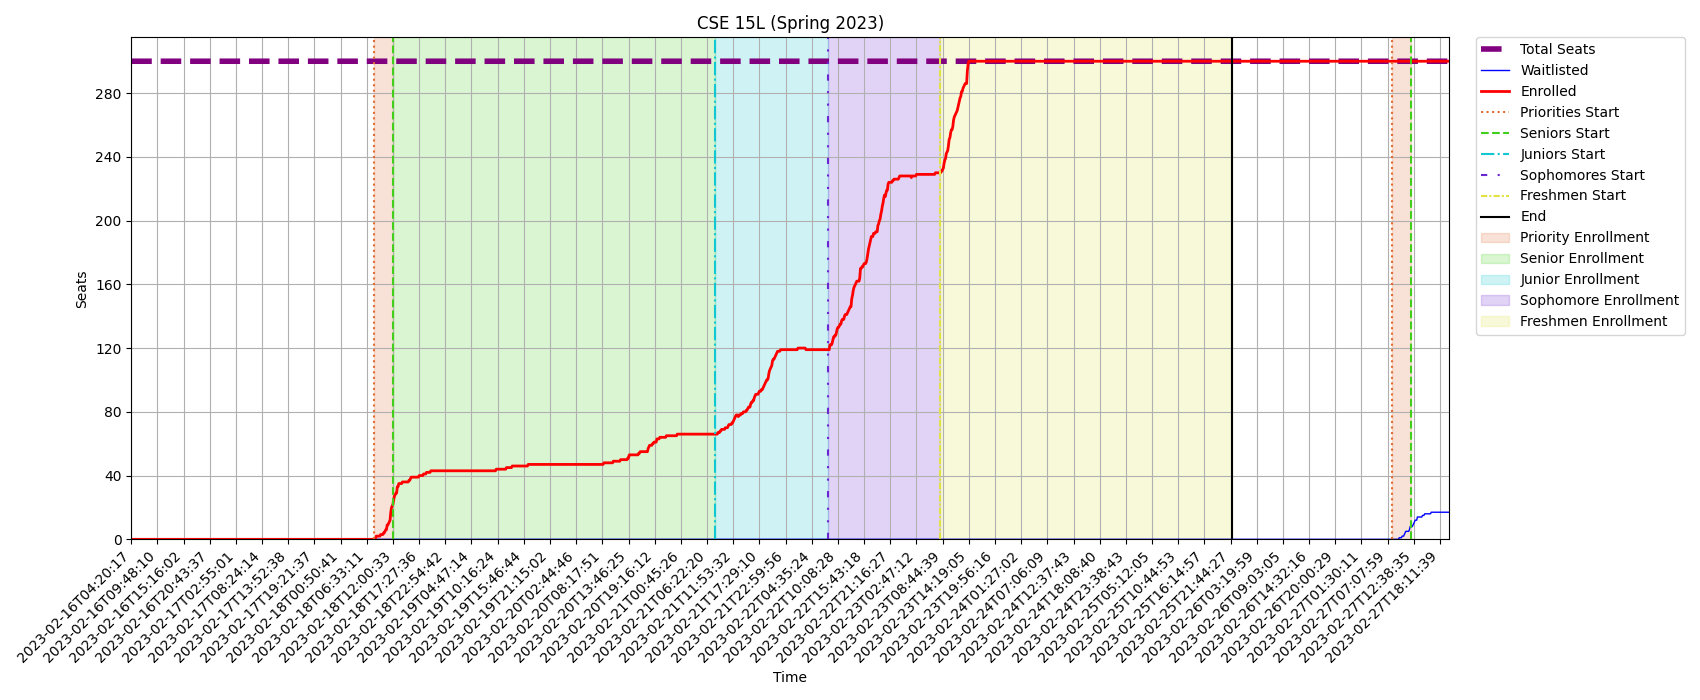 CSE 15L (Spring 2023)
Seats
280
240
200
160
120
80
40
0
2023-02-16T04:20:17
2023-02-16T09:48:10
2023-02-16T15:16:02
2023-02-16T20:43:37
2023-02-17T02:55:01
2023-02-17T08:24:14
2023-02-17T13:52:38
2023-02-17T19:21:37
2023-02-18T00:50:41
2023-02-18T06:33:11
2023-02-18T12:00:33
2023-02-18T17:27:36
2023-02-18T22:54:42
2023-02-19T04:47:14
2023-02-19T10:16:24
2023-02-19T15:46:44
2023-02-19T21:15:02
2023-02-20T02:44:46
2023-02-20T08:17:51
2023-02-20T13:46:25
2023-02-20T19:16:12
2023-02-21T00:45:26
2023-02-21T06:22:20
2023-02-21T11:53:32
2023-02-21T17:29:10
2023-02-21T22:59:56
2023-02-22T04:35:24
2023-02-22T10:08:28
2023-02-22T15:43:18
2023-02-22T21:16:27
2023-02-23T02:47:12
2023-02-23T08:44:39
2023-02-23T14:19:05
2023-02-23T19:56:16
2023-02-24T01:27:02
2023-02-24T07:06:09
2023-02-24T12:37:43
2023-02-24T18:08:40
2023-02-24T23:38:43
2023-02-25T05:12:05
2023-02-25T10:44:53
2023-02-25T16:14:57
2023-02-25T21:44:27
2023-02-26T03:19:59
2023-02-26T09:03:05
2023-02-26T14:32:16
2023-02-26T20:00:29
2023-02-27T01:30:11
2023-02-27T07:07:59
2023-02-27T12:38:35
2023-02-27T18:11:39
Time
Total Seats
Waitlisted
Enrolled
Priorities Start
Seniors Start
Juniors Start
Sophomores Start
Freshmen Start
End
Priority Enrollment
Senior Enrollment
Junior Enrollment
Sophomore Enrollment
Freshmen Enrollment